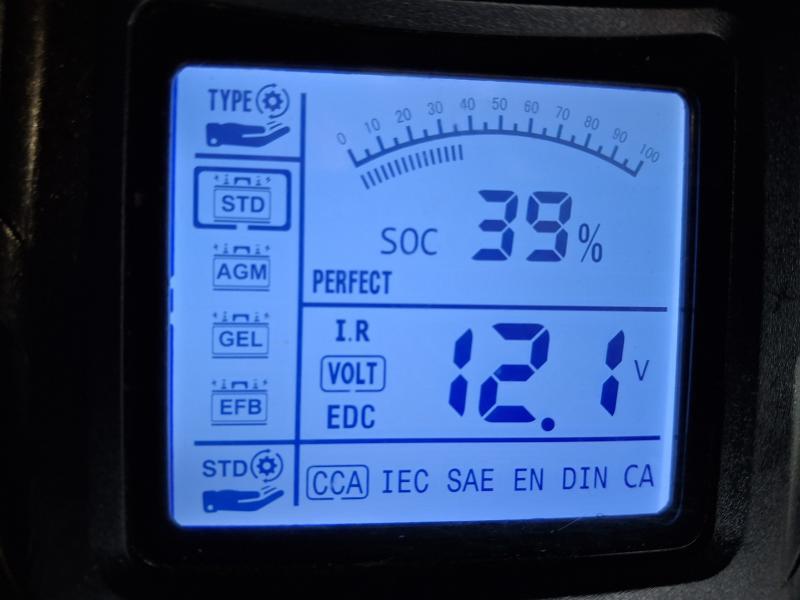 TYPE
0 10 20 30 40 50 60 70 80 90 100
STD
SOC 39%
AGM
PERFECT
GEL
I.R
VOLT
12.1 V
EFB
EDC
STD
CCA IEC SAE EN DIN CA